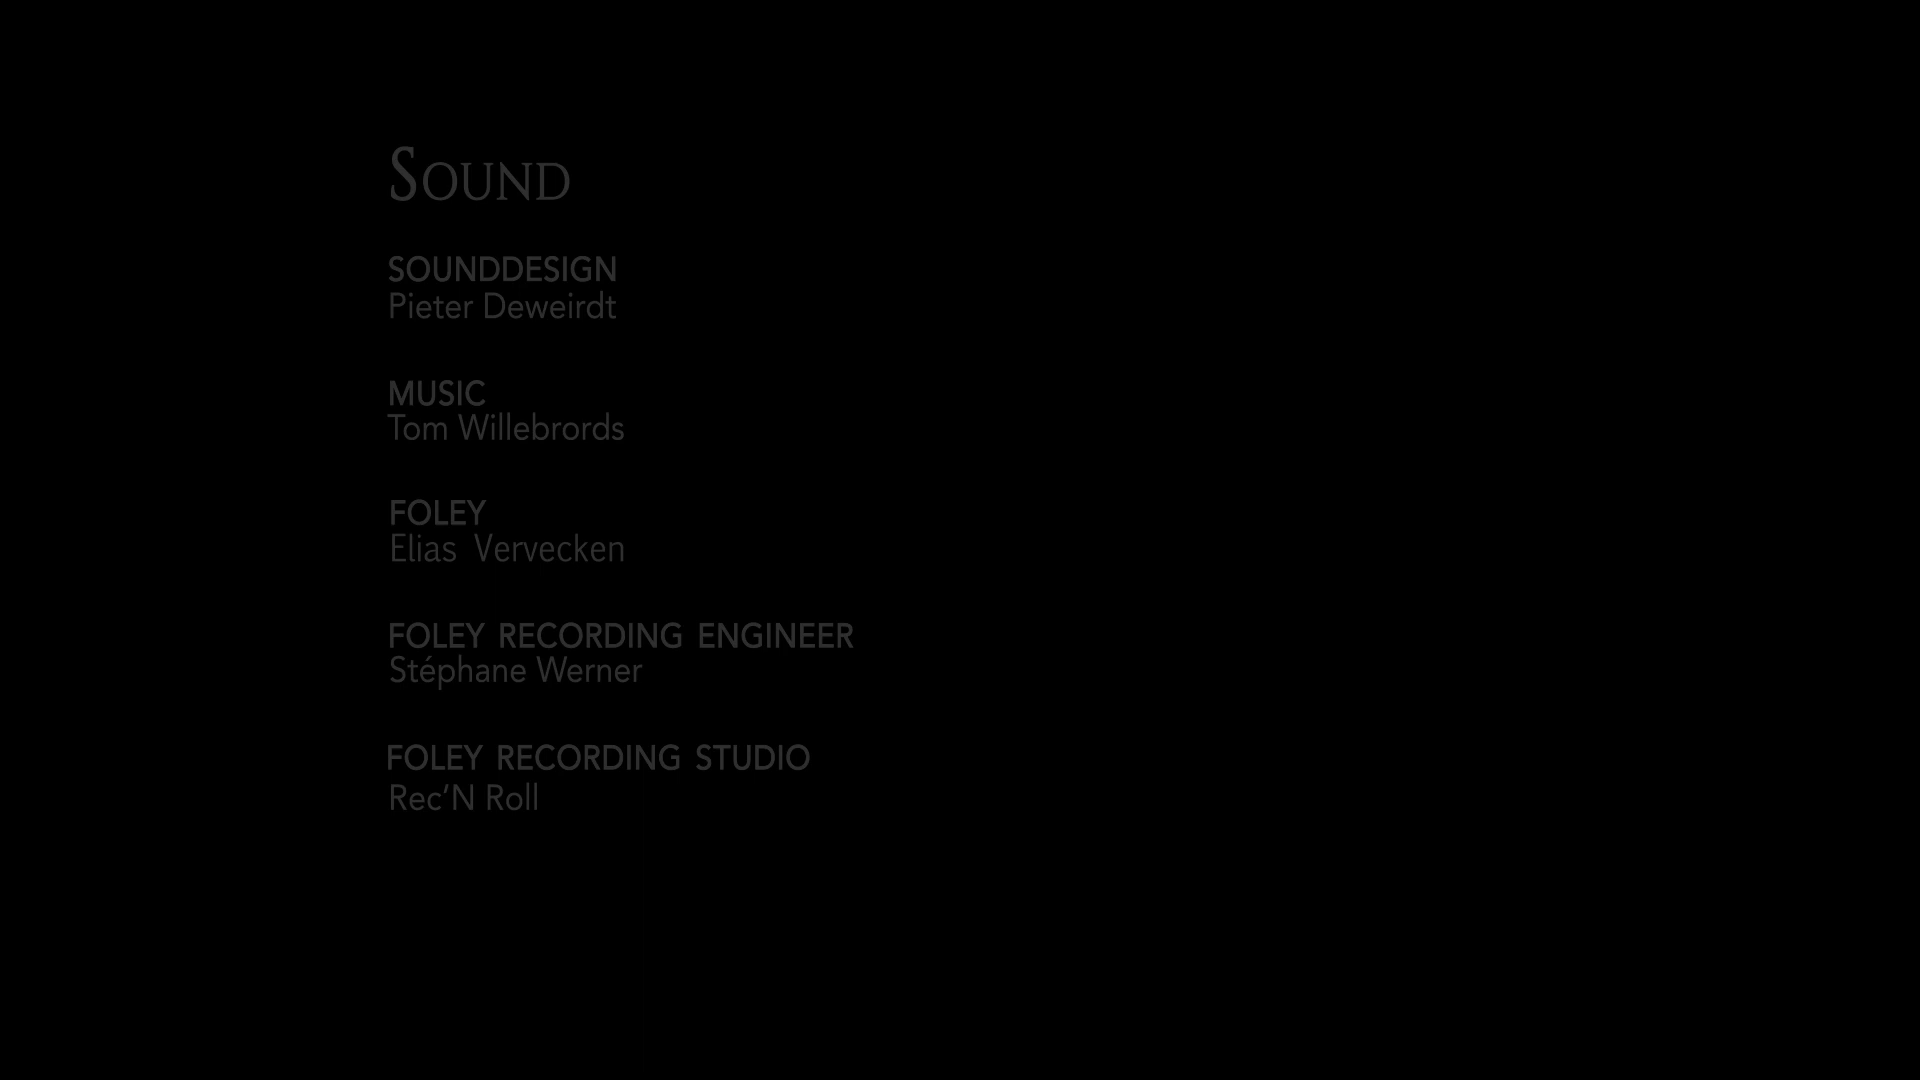 Sound
SOUNDDESIGN
Pieter Deweirdt
MUSIC
Tom Willebrords
FOLEY
Elias Vervecken
FOLEY RECORDING ENGINEER
Stéphane Werner
FOLEY RECORDING STUDIO
Rec‘N Roll